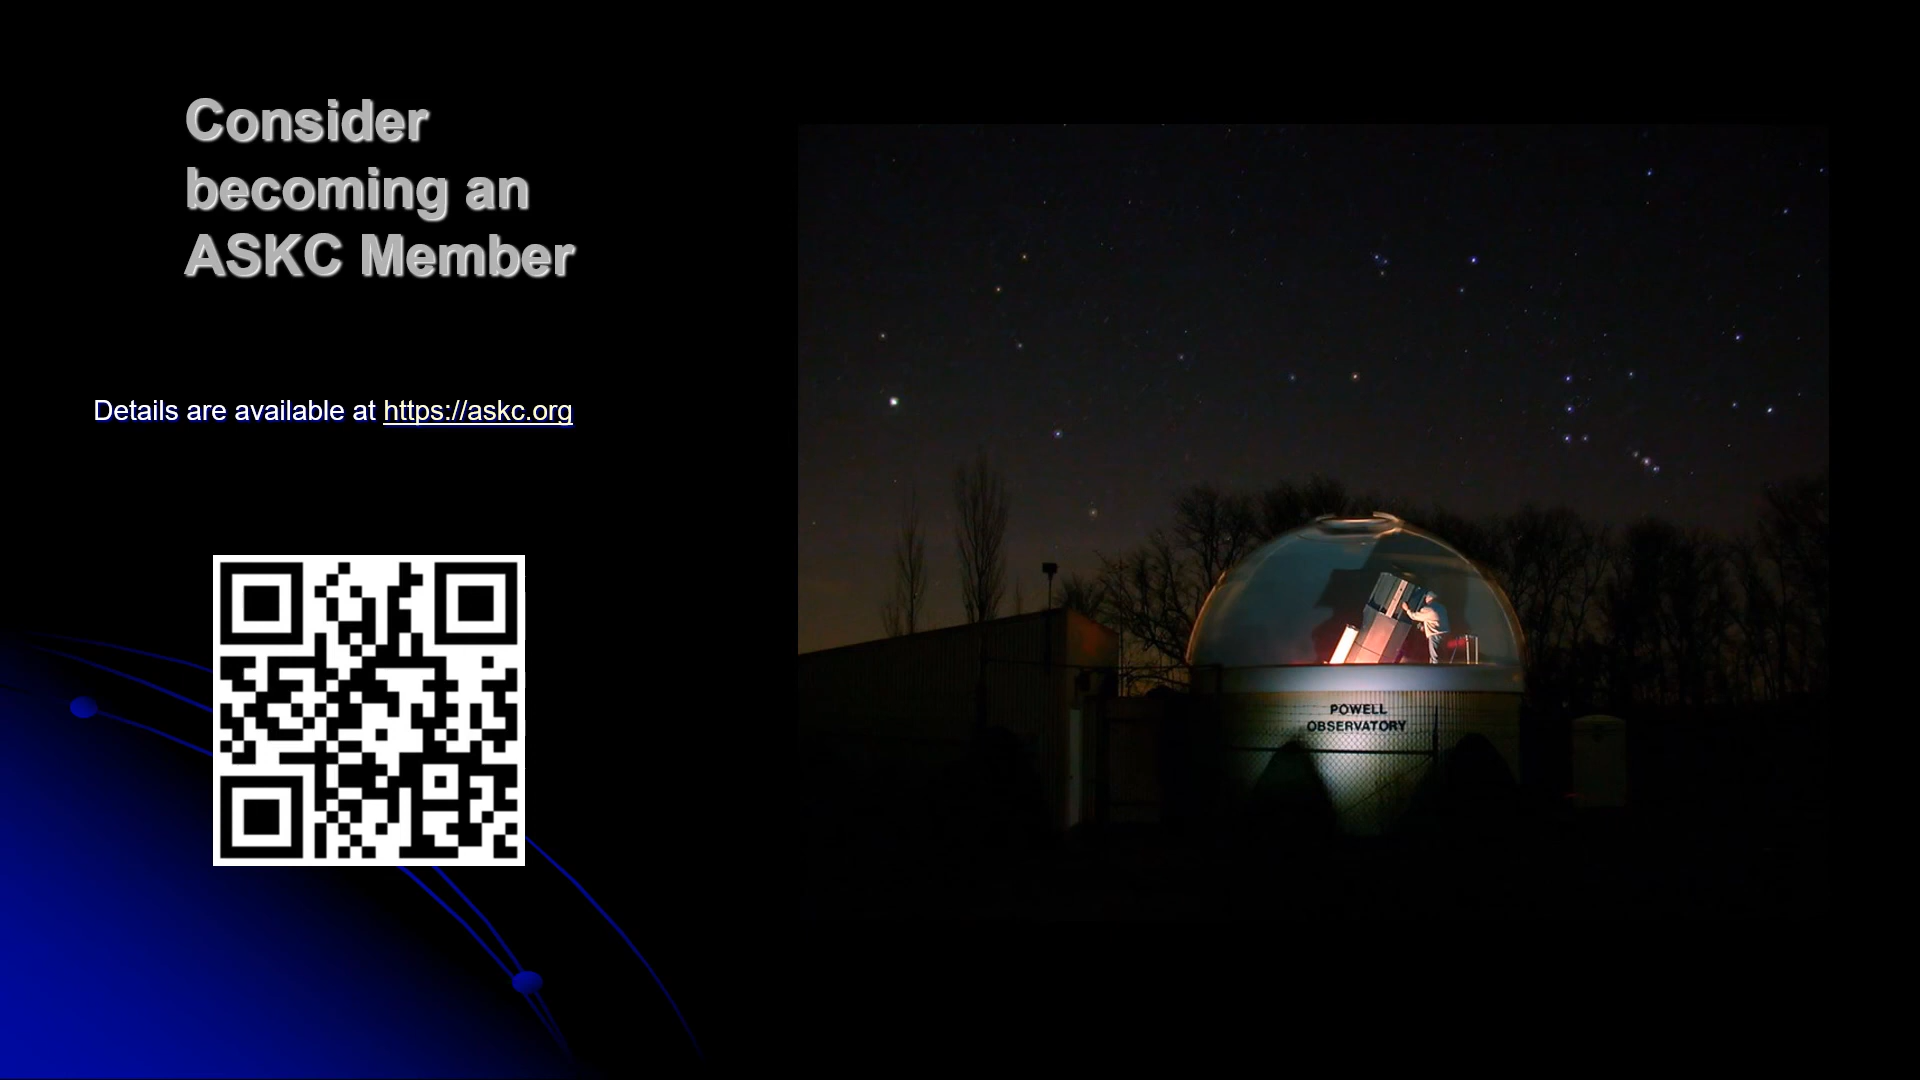 Consider
becoming an
ASKC Member
Details are available at https://askc.org
POWELL
OBSERVATORY